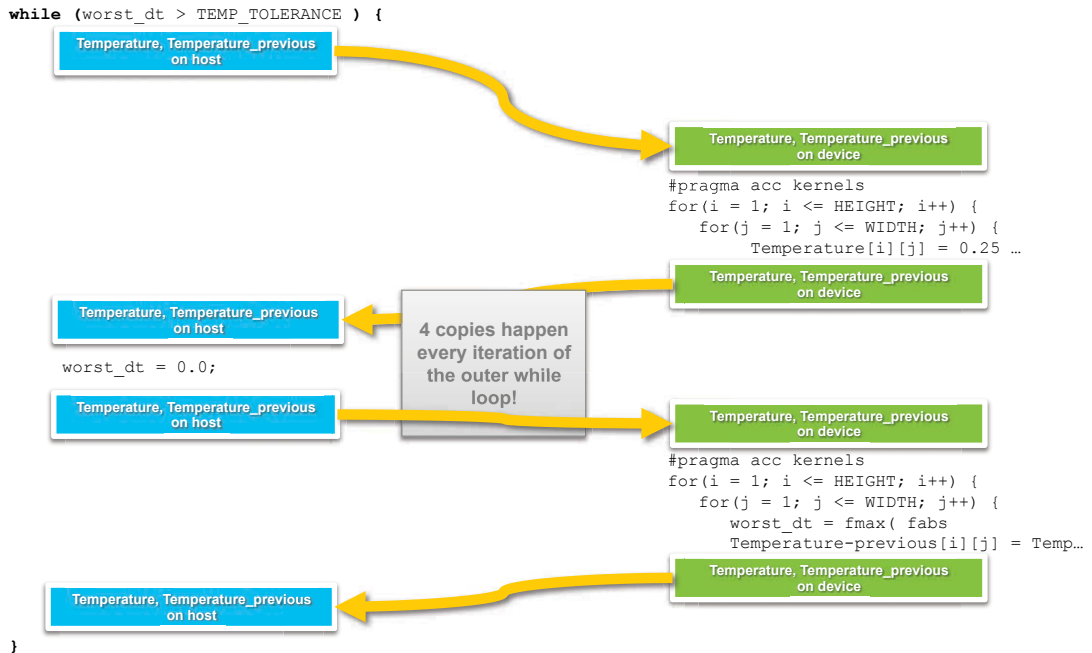 while (worst_dt > TEMP_TOLERANCE ) {
Temperature, Temperature_previous
on host
Temperature, Temperature_previous
on device
#pragma acc kernels
for(i = 1; i <= HEIGHT; i++) {
for(j = 1; j <= WIDTH; j++) {
Temperature[i][j] = 0.25 …
Temperature, Temperature_previous
on device
Temperature, Temperature_previous
on host
4 copies happen
every iteration of
the outer while
loop!
worst_dt = 0.0;
Temperature, Temperature_previous
on host
Temperature, Temperature_previous
on device
#pragma acc kernels
for(i = 1; i <= HEIGHT; i++) {
for(j = 1; j <= WIDTH; j++) {
worst_dt = fmax( fabs
Temperature-previous[i][j] = Temp…
Temperature, Temperature_previous
on device
Temperature, Temperature_previous
on host
}